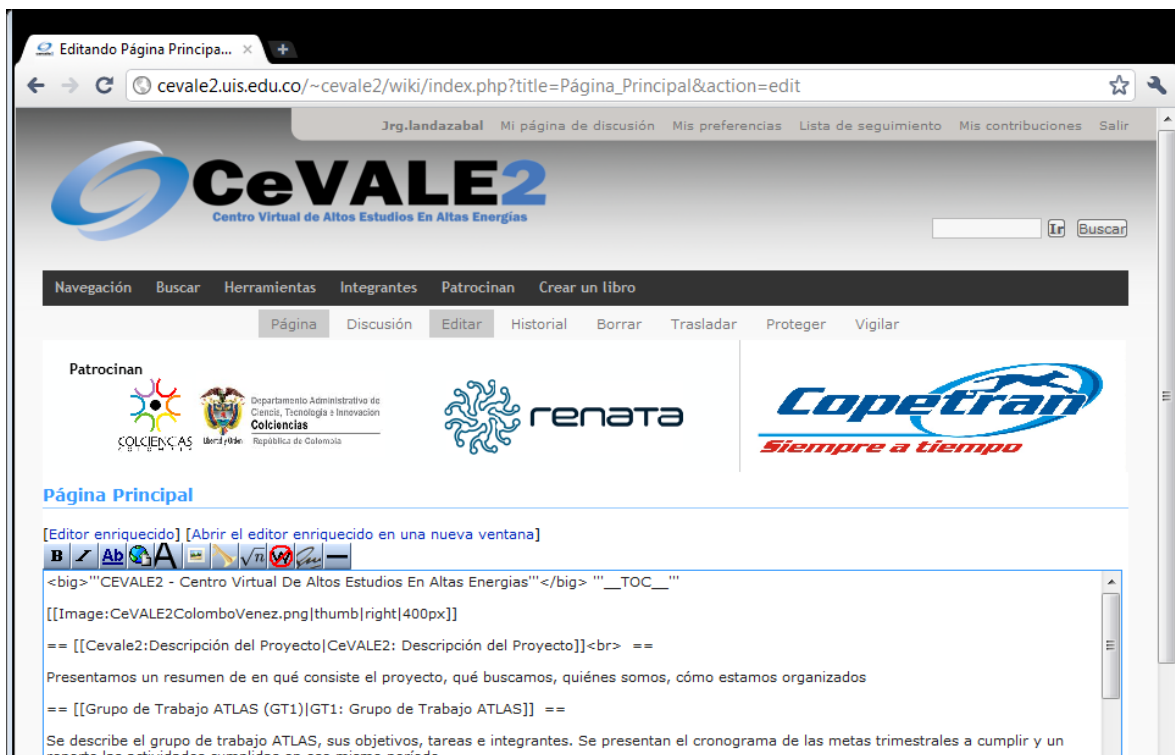 Editando Página Principa...
cevale2.uis.edu.co/~cevale2/wiki/index.php?title=Página_Principal&action=edit
Jrg.landazabal Mi página de discusión Mis preferencias Lista de seguimiento Mis contribuciones Salir
CeVALE2
Centro Virtual de Altos Estudios En Altas Energías
Ir Buscar
Navegación Buscar Herramientas Integrantes Patrocinan Crear un libro
Página Discusión Editar Historial Borrar Trasladar Proteger Vigilar
Patrocinan
COLCIENCIAS
Libertad y Orden
Departamento Administrativo de
Ciencia, Tecnología e Innovación
Colciencias
República de Colombia
renata
Copetran
Siempre a tiempo
Página Principal
[Editor enriquecido] [Abrir el editor enriquecido en una nueva ventana]
B I Ab A √n W
<big>'''CEVALE2 - Centro Virtual De Altos Estudios En Altas Energias'''</big> '''__TOC__'''
[[Image:CeVALE2ColomboVenez.png|thumb|right|400px]]
== [[Cevale2:Descripción del Proyecto|CeVALE2: Descripción del Proyecto]]<br> ==
Presentamos un resumen de en qué consiste el proyecto, qué buscamos, quiénes somos, cómo estamos organizados
== [[Grupo de Trabajo ATLAS (GT1)|GT1: Grupo de Trabajo ATLAS]] ==
Se describe el grupo de trabajo ATLAS, sus objetivos, tareas e integrantes. Se presentan el cronograma de las metas trimestrales a cumplir y un